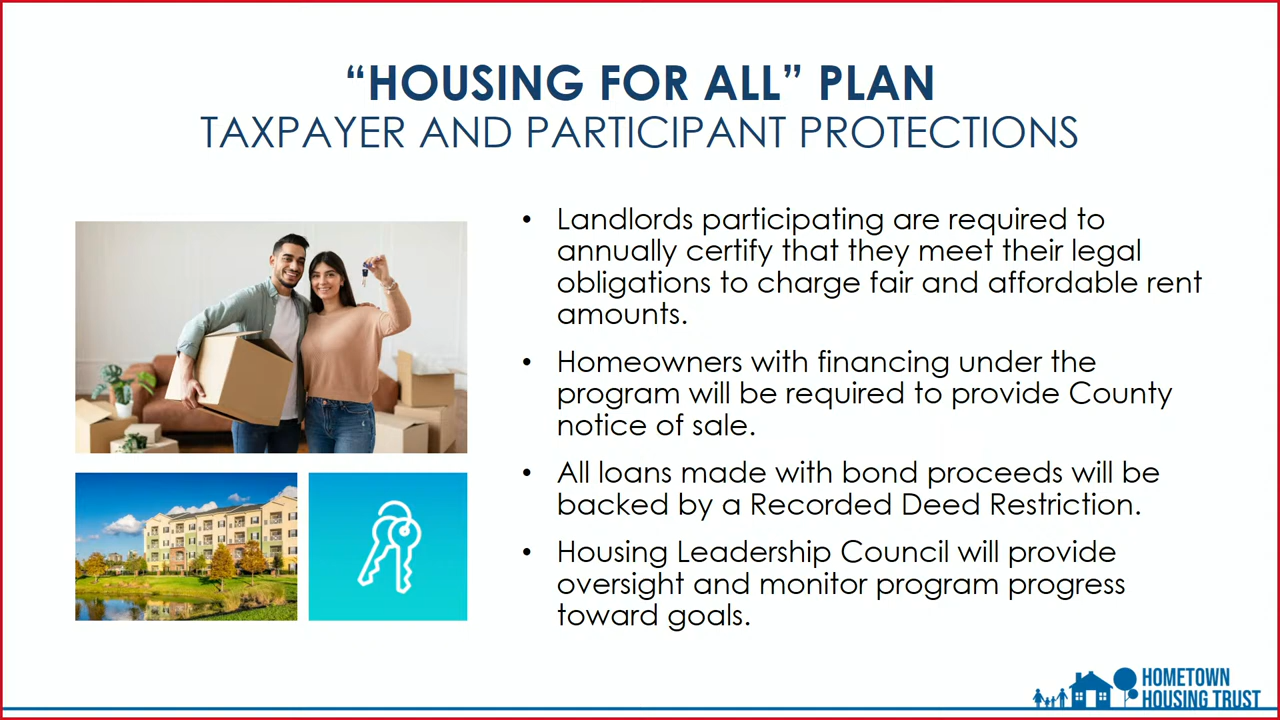 “HOUSING FOR ALL” PLAN
TAXPAYER AND PARTICIPANT PROTECTIONS
• Landlords participating are required to
annually certify that they meet their legal
obligations to charge fair and affordable rent
amounts.
• Homeowners with financing under the
program will be required to provide County
notice of sale.
• All loans made with bond proceeds will be
backed by a Recorded Deed Restriction.
• Housing Leadership Council will provide
oversight and monitor program progress
toward goals.
HOMETOWN
HOUSING TRUST